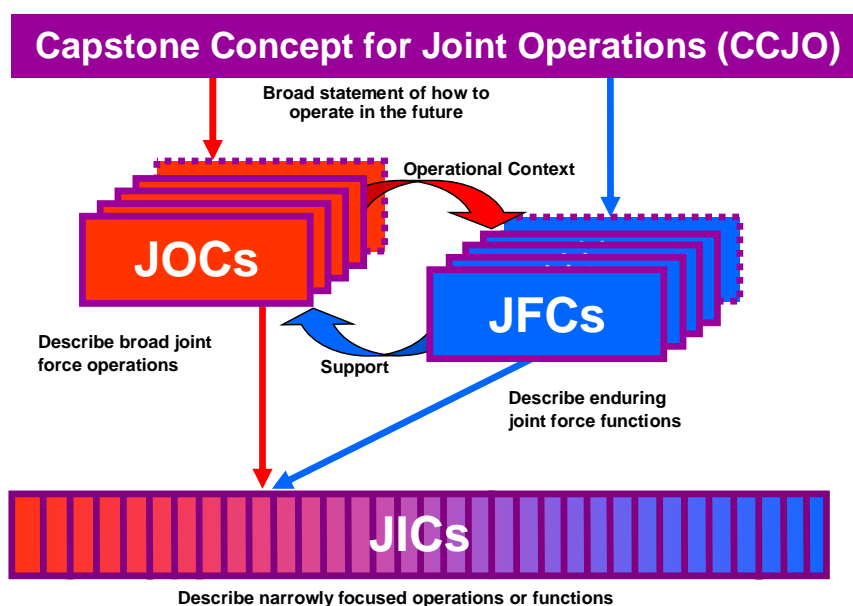 Capstone Concept for Joint Operations (CCJO)
Broad statement of how to
operate in the future
Operational Context
JOCs
JFCs
Describe broad joint
force operations
Support
Describe enduring
joint force functions
JICs
Describe narrowly focused operations or functions